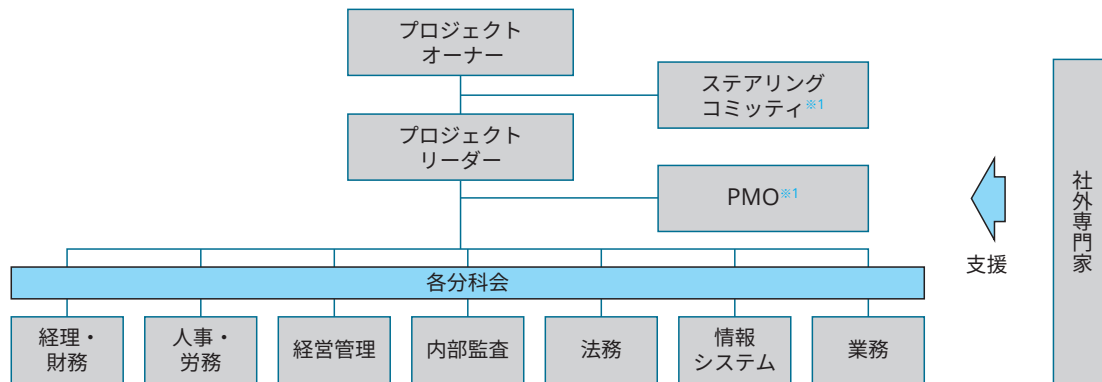 プロジェクト
オーナー
ステアリング
コミッティ※1
プロジェクト
リーダー
PMO※1
社外専門家
支援
各分科会
経理・
財務
人事・
労務
経営管理
内部監査
法務
情報
システム
業務